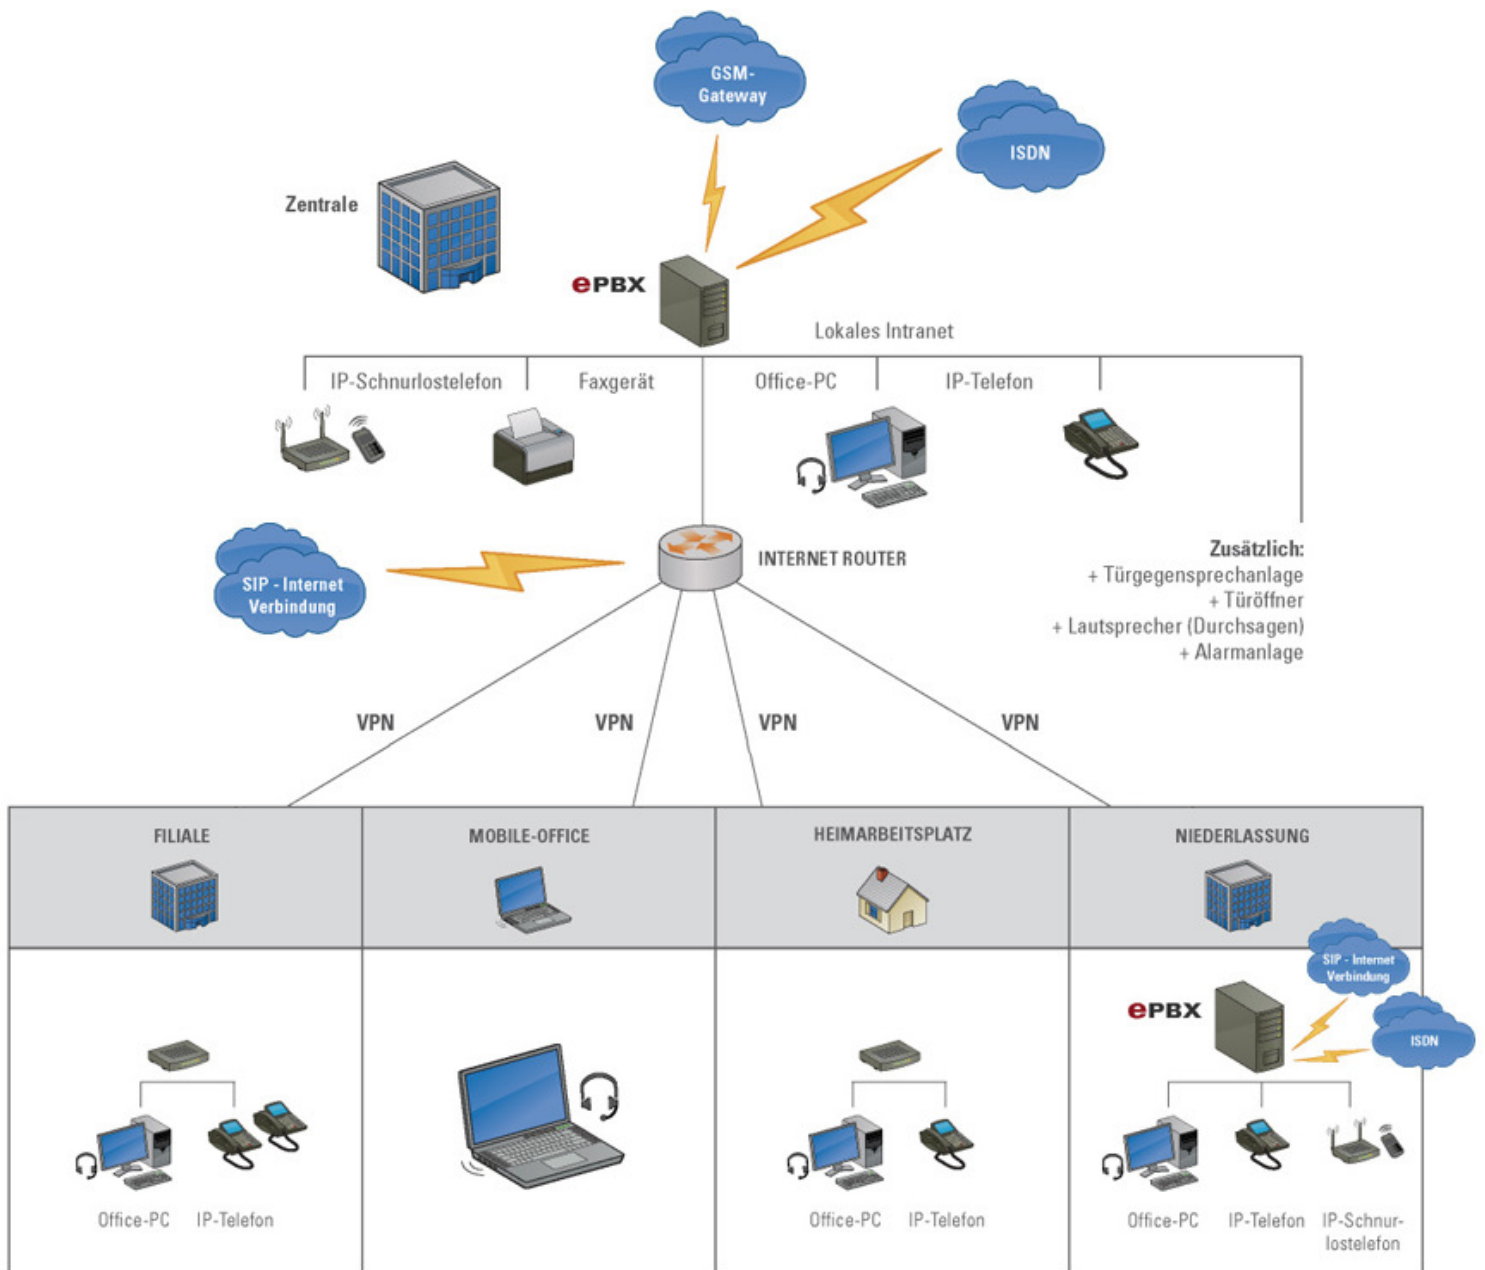 GSM-
Gateway
ISDN
Zentrale
ePBX
Lokales Intranet
IP-Schnurlostelefon
Faxgerät
Office-PC
IP-Telefon
SIP - Internet
Verbindung
INTERNET ROUTER
Zusätzlich:
+ Türgegensprechanlage
+ Türöffner
+ Lautsprecher (Durchsagen)
+ Alarmanlage
VPN
VPN
VPN
VPN
FILIALE
MOBILE-OFFICE
HEIMARBEITSPLATZ
NIEDERLASSUNG
SIP - Internet
Verbindung
ePBX
ISDN
Office-PC
IP-Telefon
Office-PC
IP-Telefon
Office-PC
IP-Telefon
IP-Schnur-
lostelefon